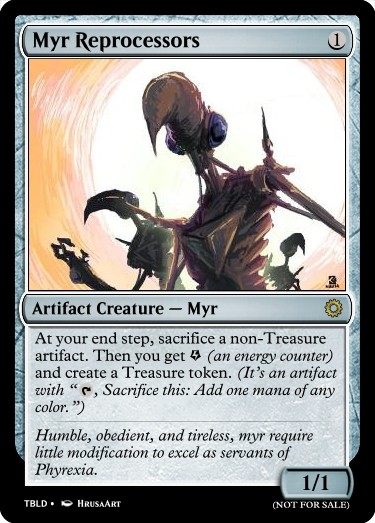 Myr Reprocessors 1
Artifact Creature — Myr
At your end step, sacrifice a non-Treasure
artifact. Then you get (an energy counter)
and create a Treasure token. (It's an artifact
with “ , Sacrifice this: Add one mana of any
color.”)
Humble, obedient, and tireless, myr require
little modification to excel as servants of
Phyrexia.
1/1
TBLD • HrusaArt
(NOT FOR SALE)